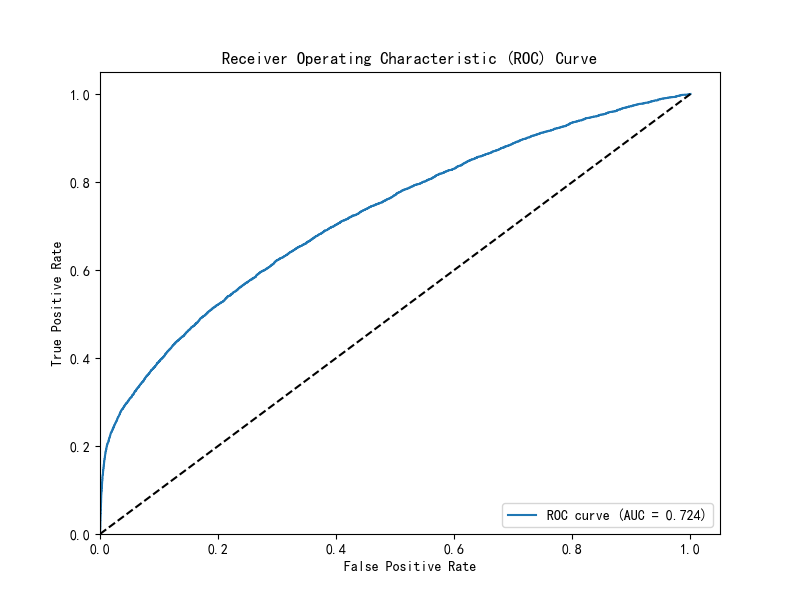 Receiver Operating Characteristic (ROC) Curve
1.0
0.8
0.6
0.4
0.2
0.0
True Positive Rate
ROC curve (AUC = 0.724)
0.0 0.2 0.4 0.6 0.8 1.0
False Positive Rate